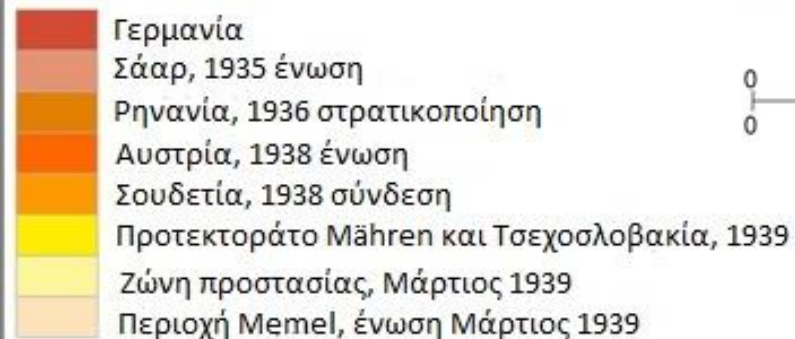 Γερμανία
Σάαρ, 1935 ένωση
Ρηνανία, 1936 στρατικοποίηση
Αυστρία, 1938 ένωση
Σουδετία, 1938 σύνδεση
Προτεκτοράτο Mähren και Τσεχοσλοβακία, 1939
Ζώνη προστασίας, Μάρτιος 1939
Περιοχή Memel, ένωση Μάρτιος 1939
0
0